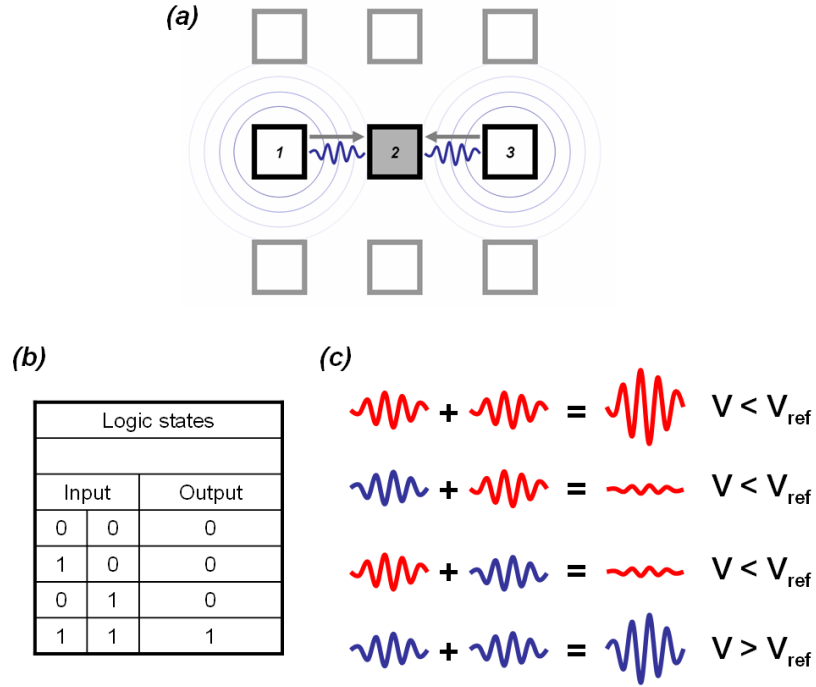 (a)
1 2 3
(b)
Logic states
Input Output
0 0 0
1 0 0
0 1 0
1 1 1
(c)
+ = V < Vref
+ = V < Vref
+ = V < Vref
+ = V > Vref